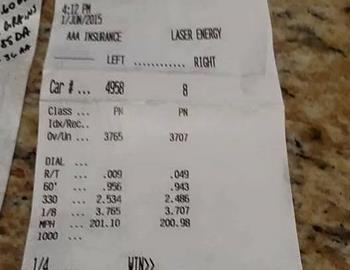 4:12 PM
1/JUN/2015
AAA INSURANCE LASER ENERGY
LEFT ............ RIGHT
Car # ... 4958 8
Class ... PN PN
Idx/Rec..
Ov/Un ... 3765 3707
DIAL ...
R/T ... .009 .049
60' ... .956 .943
330 ... 2.534 2.486
1/8 ... 3.765 3.707
MPH ... 201.10 200.98
1000 ...
1/4 WIN>>